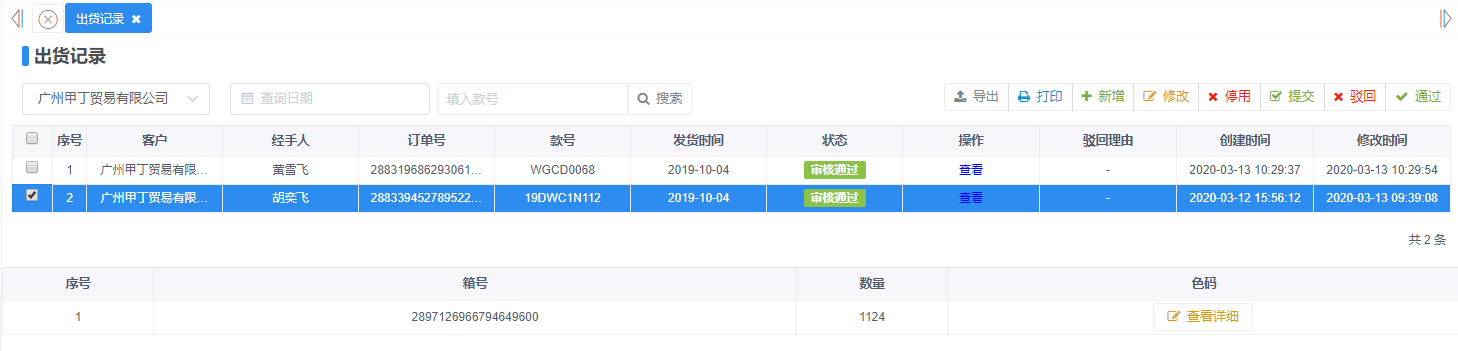 出货记录
出货记录
广州甲丁贸易有限公司 查询日期 填入款号 搜索 导出 打印 新增 修改 停用 提交 驳回 通过
序号 客户 经手人 订单号 款号 发货时间 状态 操作 驳回理由 创建时间 修改时间
1 广州甲丁贸易有限... 黄雪飞 288319686293061... WGCD0068 2019-10-04 审核通过 查看 - 2020-03-13 10:29:37 2020-03-13 10:29:54
2 广州甲丁贸易有限... 胡奕飞 288339452789522... 19DWC1N112 2019-10-04 审核通过 查看 - 2020-03-12 15:56:12 2020-03-13 09:39:08
共 2 条
序号 箱号 数量 色码
1 2897126966794649600 1124 查看详细